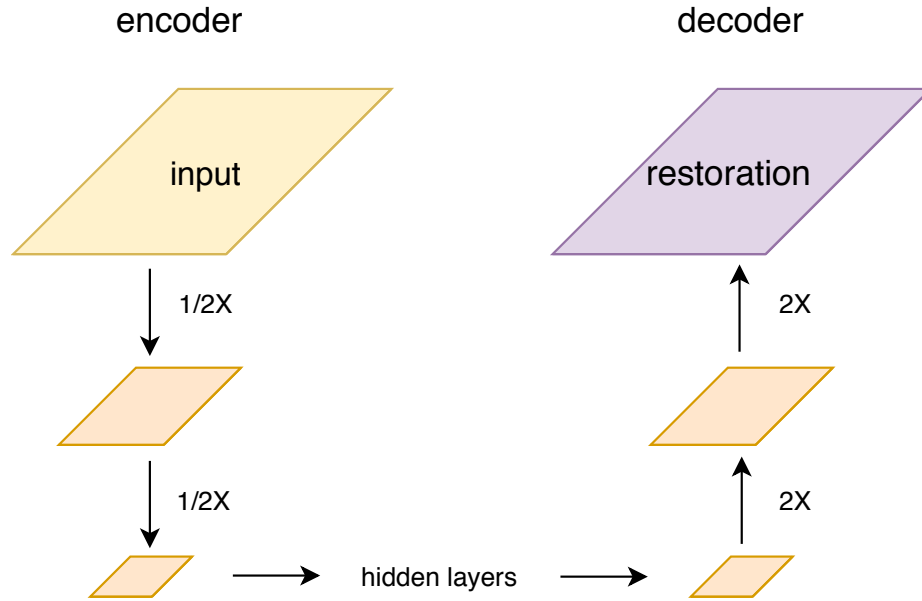 encoder
decoder
input
restoration
1/2X
2X
1/2X
2X
hidden layers